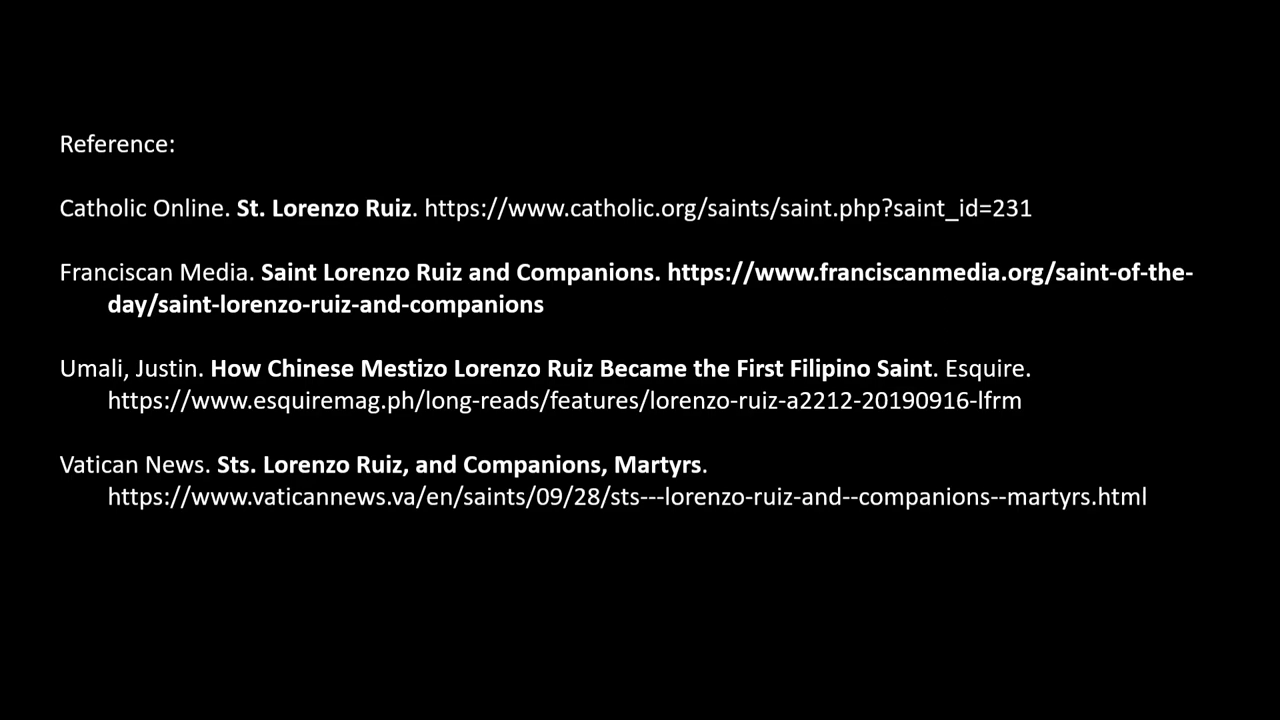 Reference:
Catholic Online. St. Lorenzo Ruiz. https://www.catholic.org/saints/saint.php?saint_id=231
Franciscan Media. Saint Lorenzo Ruiz and Companions. https://www.franciscanmedia.org/saint-of-the-
day/saint-lorenzo-ruiz-and-companions
Umali, Justin. How Chinese Mestizo Lorenzo Ruiz Became the First Filipino Saint. Esquire.
https://www.esquiremag.ph/long-reads/features/lorenzo-ruiz-a2212-20190916-lfrm
Vatican News. Sts. Lorenzo Ruiz, and Companions, Martyrs.
https://www.vaticannews.va/en/saints/09/28/sts---lorenzo-ruiz-and--companions--martyrs.html